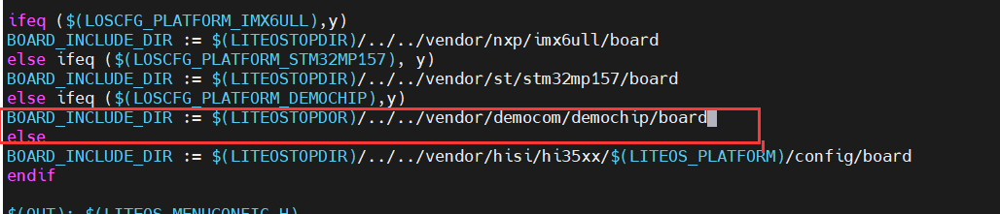 ifeq ($(LOSCFG_PLATFORM_IMX6ULL),y)
BOARD_INCLUDE_DIR := $(LITEOSTOPDIR)/../../vendor/nxp/imx6ull/board
else ifeq ($(LOSCFG_PLATFORM_STM32MP157), y)
BOARD_INCLUDE_DIR := $(LITEOSTOPDIR)/../../vendor/st/stm32mp157/board
else ifeq ($(LOSCFG_PLATFORM_DEMOCHIP),y)
BOARD_INCLUDE_DIR := $(LITEOSTOPDOR)/../../vendor/democom/demochip/board
else
BOARD_INCLUDE_DIR := $(LITEOSTOPDIR)/../../vendor/hisi/hi35xx/$(LITEOS_PLATFORM)/config/board
endif
$(OUT): $(LITEOS_MENUCONFIG_H)